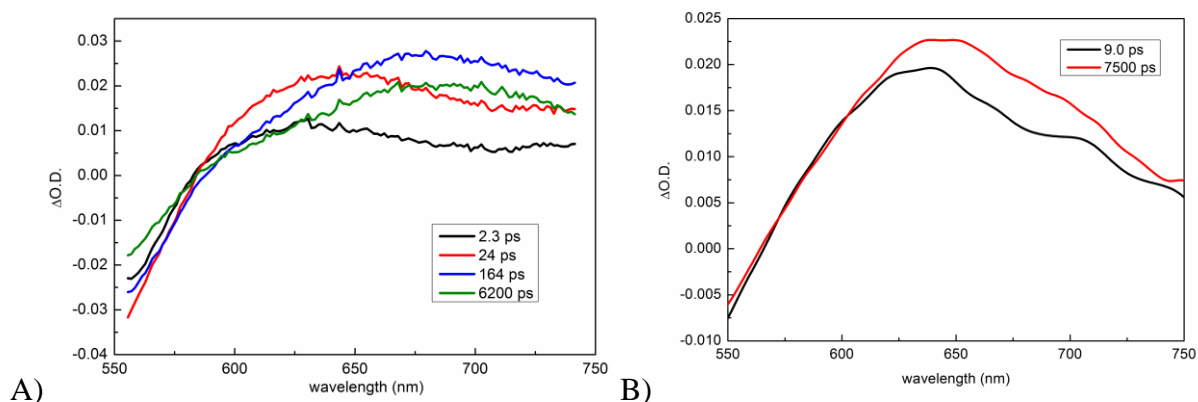 A)
ΔO.D.
0.03
0.02
0.01
0.00
-0.01
-0.02
-0.03
-0.04
2.3 ps
24 ps
164 ps
6200 ps
550 600 650 700 750
wavelength (nm)
B)
ΔO.D.
0.025
0.020
0.015
0.010
0.005
0.000
-0.005
-0.010
9.0 ps
7500 ps
550 600 650 700 750
wavelength (nm)